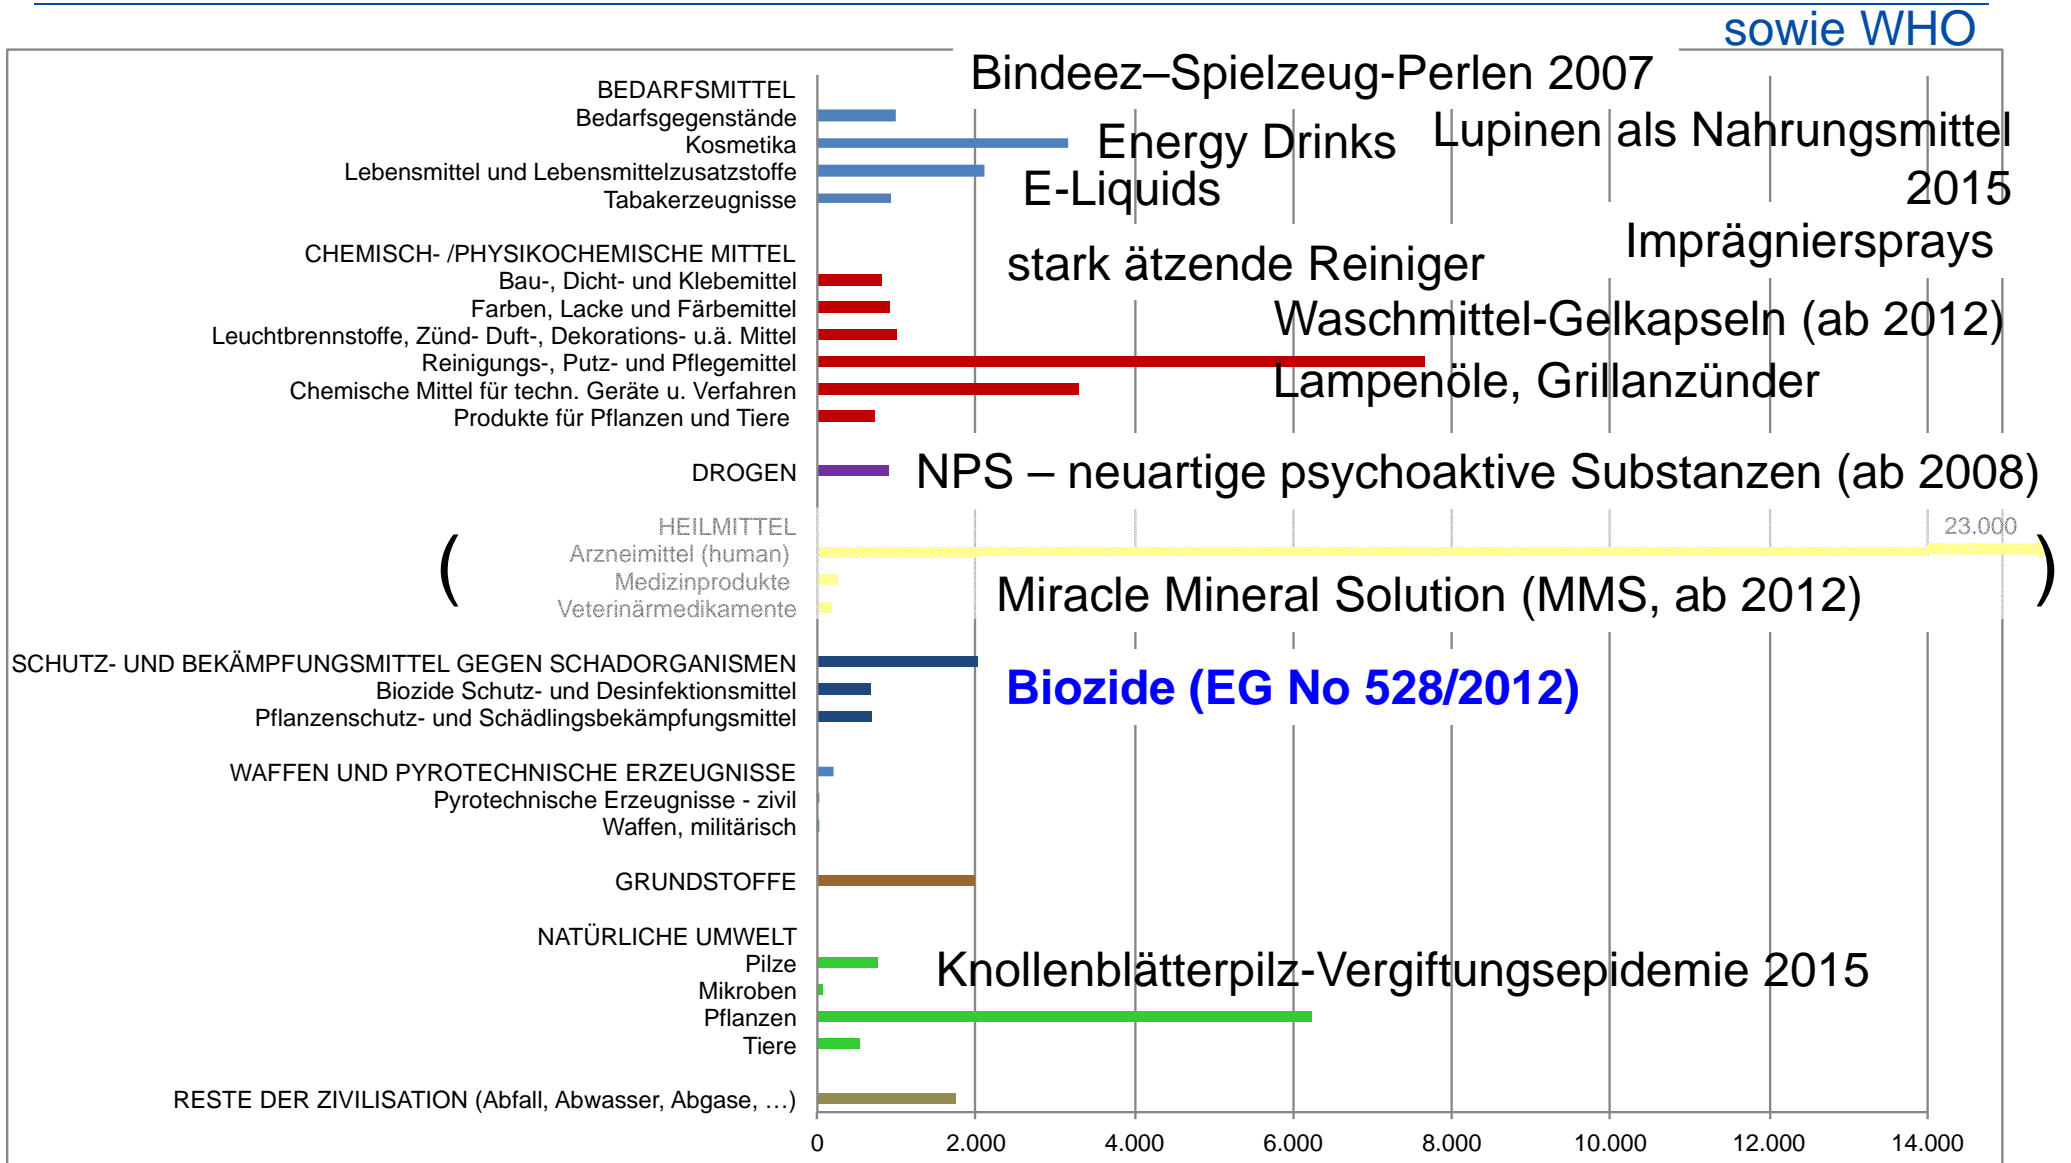 sowie WHO
Bindeez–Spielzeug-Perlen 2007
BEDARFSMITTEL
Bedarfsgegenstände
Kosmetika
Energy Drinks
Lupinen als Nahrungsmittel
2015
Lebensmittel und Lebensmittelzusatzstoffe
E-Liquids
Tabakerzeugnisse
Imprägniersprays
CHEMISCH- /PHYSIKOCHEMISCHE MITTEL
stark ätzende Reiniger
Bau-, Dicht- und Klebemittel
Farben, Lacke und Färbemittel
Waschmittel-Gelkapseln (ab 2012)
Leuchtbrennstoffe, Zünd- Duft-, Dekorations- u.ä. Mittel
Reinigungs-, Putz- und Pflegemittel
Lampenöle, Grillanzünder
Chemische Mittel für techn. Geräte u. Verfahren
Produkte für Pflanzen und Tiere
DROGEN
NPS – neuartige psychoaktive Substanzen (ab 2008)
HEILMITTEL
23.000
( Arzneimittel (human) )
Medizinprodukte
Miracle Mineral Solution (MMS, ab 2012)
Veterinärmedikamente
SCHUTZ- UND BEKÄMPFUNGSMITTEL GEGEN SCHADORGANISMEN
Biozide Schutz- und Desinfektionsmittel
Biozide (EG No 528/2012)
Pflanzenschutz- und Schädlingsbekämpfungsmittel
WAFFEN UND PYROTECHNISCHE ERZEUGNISSE
Pyrotechnische Erzeugnisse - zivil
Waffen, militärisch
GRUNDSTOFFE
NATÜRLICHE UMWELT
Pilze
Knollenblätterpilz-Vergiftungsepidemie 2015
Mikroben
Pflanzen
Tiere
RESTE DER ZIVILISATION (Abfall, Abwasser, Abgase, …)
0 2.000 4.000 6.000 8.000 10.000 12.000 14.000